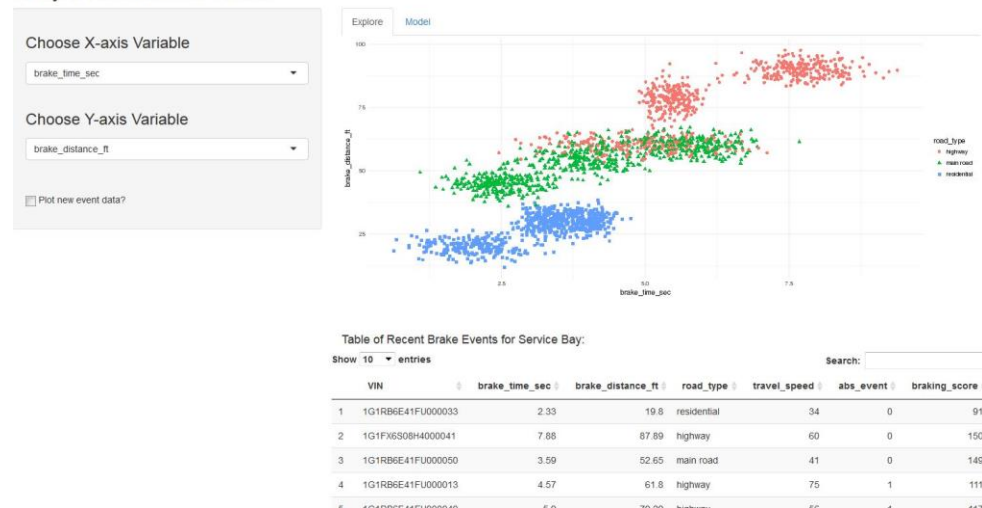 Choose X-axis Variable
brake_time_sec
Choose Y-axis Variable
brake_distance_ft
Plot new event data?
Explore Model
100
75
50
25
brake_distance_ft
2.5 5.0 7.5
brake_time_sec
road_type
highway
main road
residential
Table of Recent Brake Events for Service Bay:
Show 10 entries Search:
VIN brake_time_sec brake_distance_ft road_type travel_speed abs_event braking_score
1 1G1RB6E41FU000033 2.33 19.8 residential 34 0 91
2 1G1FX6S08H4000041 7.88 87.89 highway 60 0 150
3 1G1RB6E41FU000050 3.59 52.65 main road 41 0 149
4 1G1RB6E41FU000013 4.57 61.8 highway 75 1 111